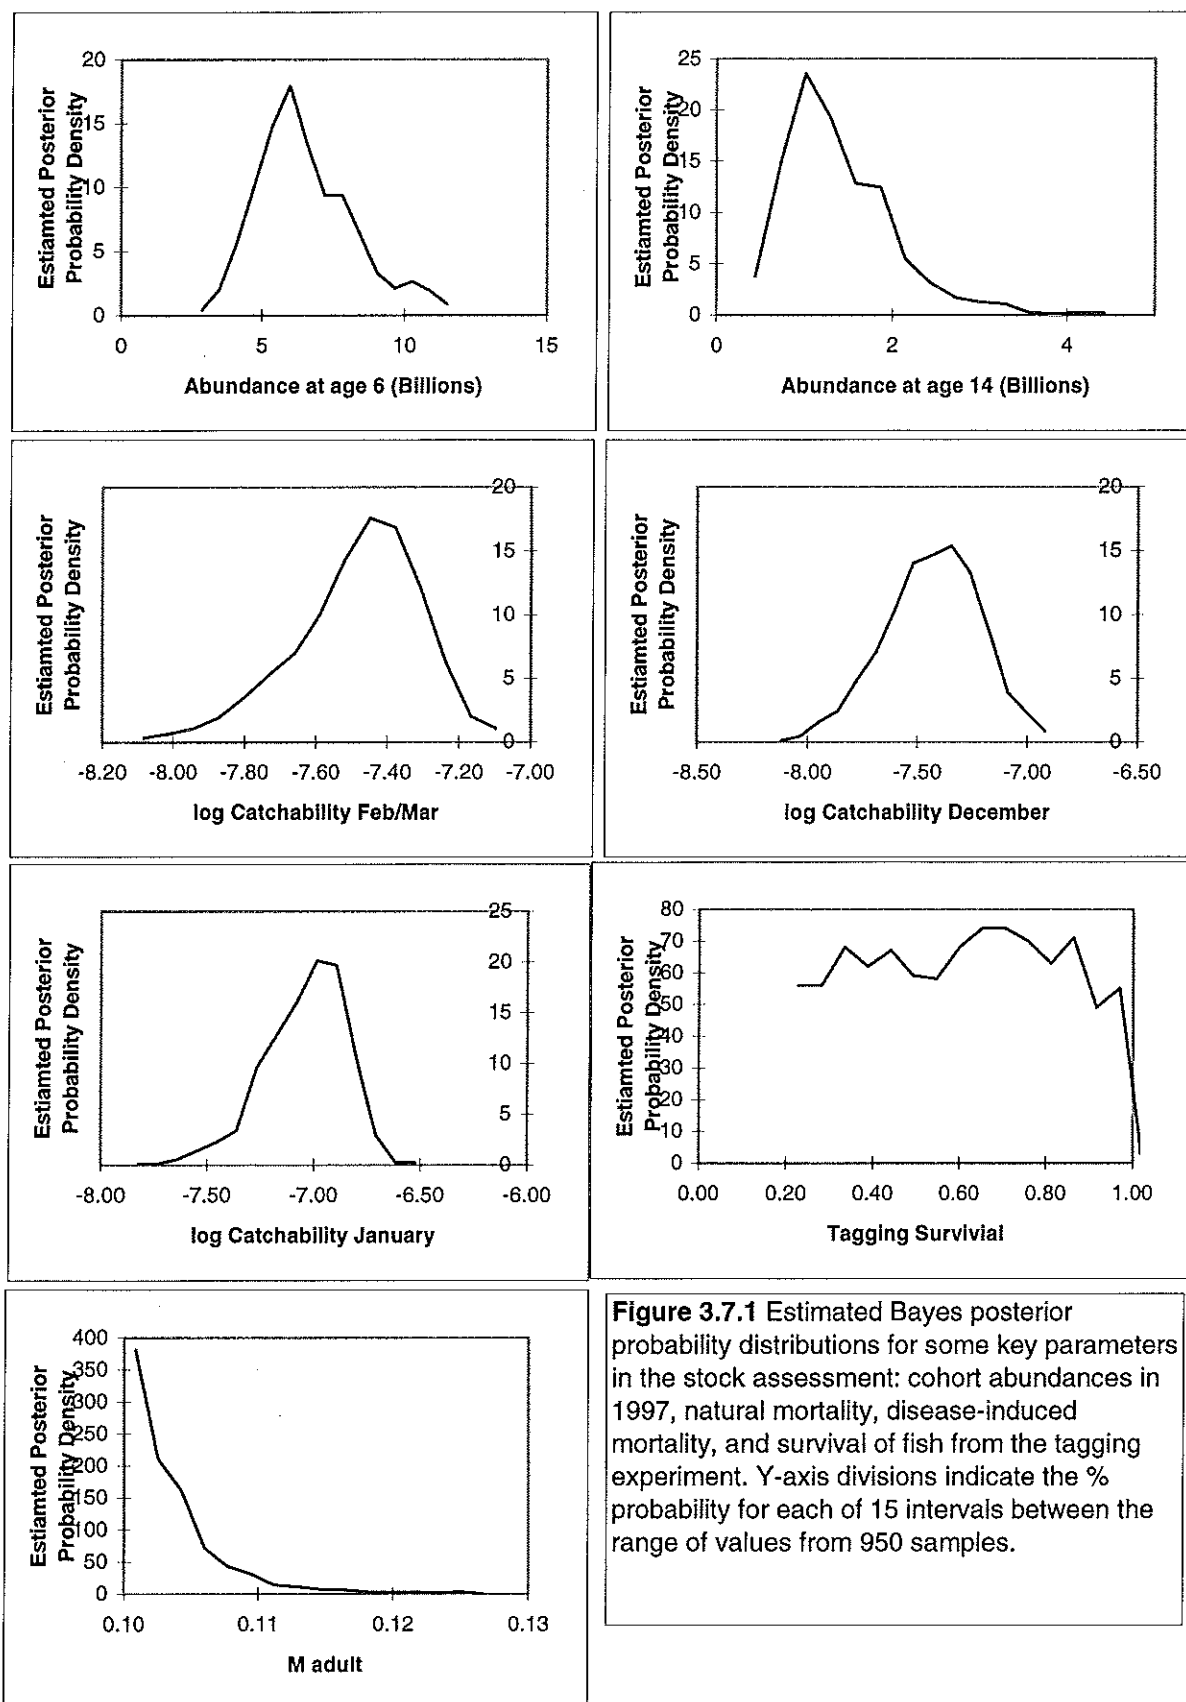 Estiamted Posterior
Probability Density
20
15
10
5
0
0 5 10 15
Abundance at age 6 (Billions)
Estiamted Posterior
Probability Density
25
20
15
10
5
0
0 2 4
Abundance at age 14 (Billions)
Estiamted Posterior
Probability Density
20
15
10
5
0
-8.20 -8.00 -7.80 -7.60 -7.40 -7.20 -7.00
log Catchability Feb/Mar
Estiamted Posterior
Probability Density
20
15
10
5
0
-8.50 -8.00 -7.50 -7.00 -6.50
log Catchability December
Estiamted Posterior
Probability Density
25
20
15
10
5
0
-8.00 -7.50 -7.00 -6.50 -6.00
log Catchability January
Estiamted Posterior
Probability Density
80
70
60
50
40
30
20
10
0
0.00 0.20 0.40 0.60 0.80 1.00
Tagging Survivial
Estiamted Posterior
Probability Density
400
350
300
250
200
150
100
50
0
0.10 0.11 0.12 0.13
M adult
Figure 3.7.1 Estimated Bayes posterior
probability distributions for some key parameters
in the stock assessment: cohort abundances in
1997, natural mortality, disease-induced
mortality, and survival of fish from the tagging
experiment. Y-axis divisions indicate the %
probability for each of 15 intervals between the
range of values from 950 samples.